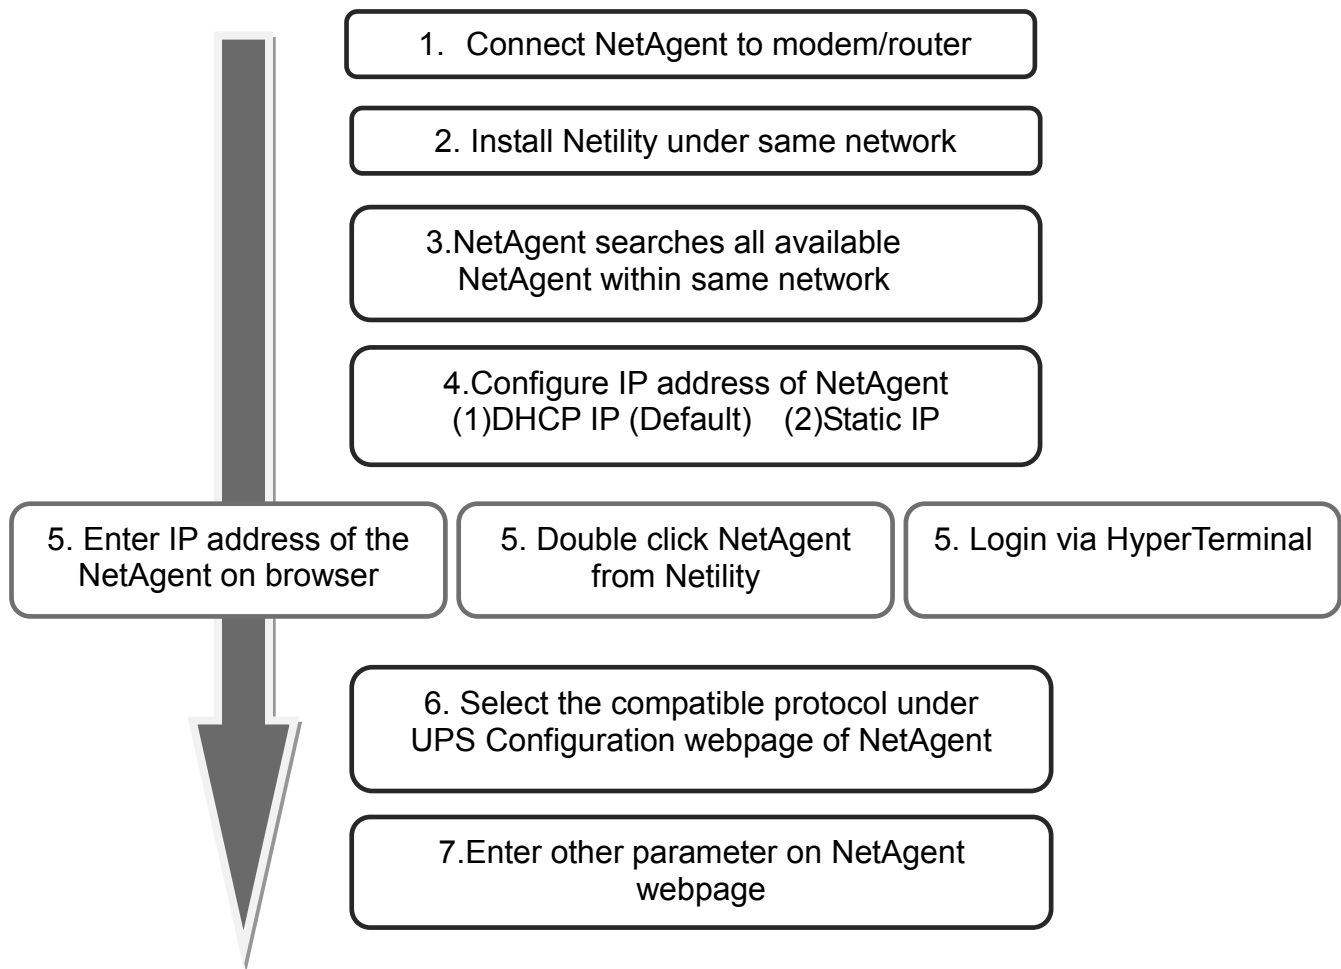 1. Connect NetAgent to modem/router
2. Install Netility under same network
3.NetAgent searches all available
NetAgent within same network
4.Configure IP address of NetAgent
(1)DHCP IP (Default) (2)Static IP
5. Enter IP address of the
NetAgent on browser
5. Double click NetAgent
from Netility
5. Login via HyperTerminal
6. Select the compatible protocol under
UPS Configuration webpage of NetAgent
7.Enter other parameter on NetAgent
webpage